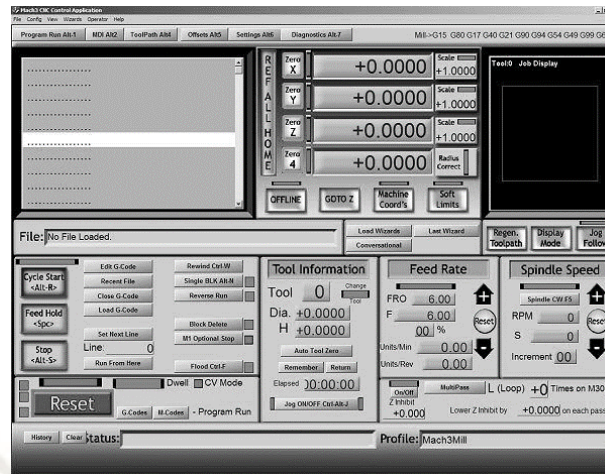 Mach3 CNC Control Application
File Config View Wizards Operator Help
Program Run Alt-1 MDI Alt2 ToolPath Alt4 Offsets Alt5 Settings Alt6 Diagnostics Alt-7 Mill->G15 G80 G17 G40 G21 G90 G94 G54 G49 G99
REF ALL HOME
Zero X +0.0000 Scale +1.0000
Zero Y +0.0000 Scale +1.0000
Zero Z +0.0000 Scale +1.0000
Zero 4 +0.0000 Radius Correct
Tool:0 Job Display
OFFLINE GOTO Z Machine Coord's Soft Limits
File: No File Loaded.
Load Wizards Last Wizard
Conversational
Regen. Toolpath Display Mode Jog Follow
Cycle Start <Alt-R>
Feed Hold <Spc>
Stop <Alt-S>
Edit G-Code
Recent File
Close G-Code
Load G-Code
Set Next Line
Line: 0
Run From Here
Rewind Ctrl-W
Single BLK Alt-N
Reverse Run
Block Delete
M1 Optional Stop
Flood Ctrl-F
Dwell CV Mode
Reset
G-Codes M-Codes - Program Run
Tool Information
Tool 0 Change Tool
Dia. +0.0000
H +0.0000
Auto Tool Zero
Remember Return
Elapsed 00:00:00
Jog ON/OFF Ctrl-Alt-J
Feed Rate
FRO 6.00
F 6.00
00 %
Reset
Units/Min 0.00
Units/Rev 0.00
Spindle Speed
Spindle CW F5
RPM 0
S 0
Reset
Increment 00
On/Off MultiPass L (Loop) +0 Times on M30
Z Inhibit
+0.000 Lower Z Inhibit by +0.0000 on each pass
History Clear Status: Profile: Mach3Mill